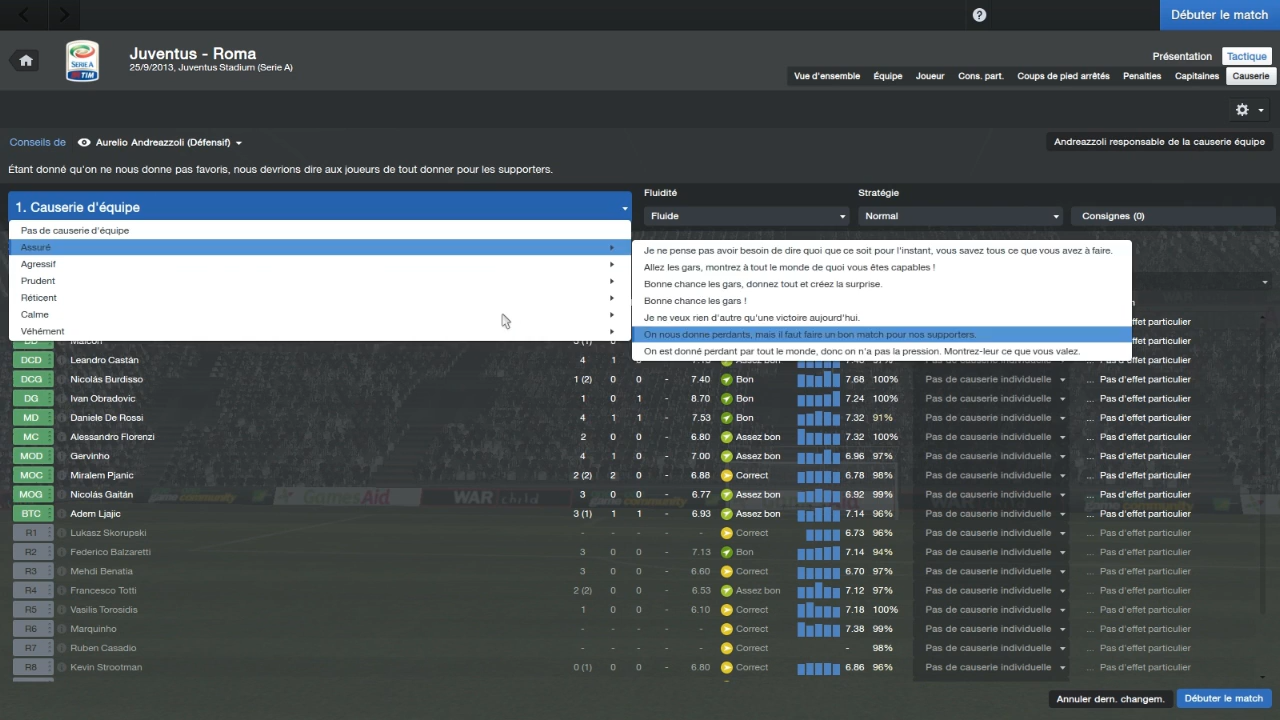 Débuter le match
Juventus - Roma
25/9/2013, Juventus Stadium (Serie A)
SERIE A
TIM
Présentation Tactique
Vue d'ensemble Équipe Joueur Cons. part. Coups de pied arrêtés Penalties Capitaines Causerie
Conseils de Aurelio Andreazzoli (Défensif)
Andreazzoli responsable de la causerie équipe
Étant donné qu'on ne nous donne pas favoris, nous devrions dire aux joueurs de tout donner pour les supporters.
1. Causerie d'équipe
Fluidité Stratégie
Fluide Normal Consignes (0)
Pas de causerie d'équipe
Assuré
Agressif
Prudent
Réticent
Calme
Véhément
Je ne pense pas avoir besoin de dire quoi que ce soit pour l'instant, vous savez tous ce que vous avez à faire.
Allez les gars, montrez à tout le monde de quoi vous êtes capables !
Bonne chance les gars, donnez tout et créez la surprise.
Bonne chance les gars !
Je ne veux rien d'autre qu'une victoire aujourd'hui.
On nous donne perdants, mais il faut faire un bon match pour nos supporters.
On est donné perdant par tout le monde, donc on n'a pas la pression. Montrez-leur ce que vous valez.
Pas d'effet particulier
Pas d'effet particulier
DCD Leandro Castán 4 1 ... Pas d'effet particulier
DCG Nicolás Burdisso 1 (2) 0 0 - 7.40 Bon 7.68 100% Pas de causerie individuelle ... Pas d'effet particulier
DG Ivan Obradovic 1 0 1 - 8.70 Bon 7.24 100% Pas de causerie individuelle ... Pas d'effet particulier
MD Daniele De Rossi 4 1 1 - 7.53 Bon 7.32 91% Pas de causerie individuelle ... Pas d'effet particulier
MC Alessandro Florenzi 2 0 0 - 6.80 Assez bon 7.32 100% Pas de causerie individuelle ... Pas d'effet particulier
MOD Gervinho 4 1 0 - 7.00 Assez bon 6.96 97% Pas de causerie individuelle ... Pas d'effet particulier
MOC Miralem Pjanic 2 (2) 2 0 - 6.88 Correct 6.78 98% Pas de causerie individuelle ... Pas d'effet particulier
MOG Nicolás Gaitán 3 0 0 - 6.77 Assez bon 6.92 99% Pas de causerie individuelle ... Pas d'effet particulier
GamesAid WAR child game community
BTC Adem Ljajic 3 (1) 1 1 - 6.93 Assez bon 7.14 96% Pas de causerie individuelle ... Pas d'effet particulier
R1 Lukasz Skorupski - - - - - Correct 6.73 96% Pas de causerie individuelle ... Pas d'effet particulier
R2 Federico Balzaretti 3 0 0 - 7.13 Bon 7.14 94% Pas de causerie individuelle ... Pas d'effet particulier
R3 Mehdi Benatia 3 0 0 - 6.60 Correct 6.70 97% Pas de causerie individuelle ... Pas d'effet particulier
R4 Francesco Totti 2 (2) 0 0 - 6.53 Assez bon 7.12 97% Pas de causerie individuelle ... Pas d'effet particulier
R5 Vasilis Torosidis 1 0 0 - 6.10 Correct 7.18 100% Pas de causerie individuelle ... Pas d'effet particulier
R6 Marquinho - - - - - Correct 7.38 99% Pas de causerie individuelle ... Pas d'effet particulier
R7 Ruben Casadio - - - - - Correct - 98% Pas de causerie individuelle ... Pas d'effet particulier
R8 Kevin Strootman 0 (1) 0 0 - 6.80 Correct 6.86 96% Pas de causerie individuelle ... Pas d'effet particulier
Annuler dern. changem. Débuter le match